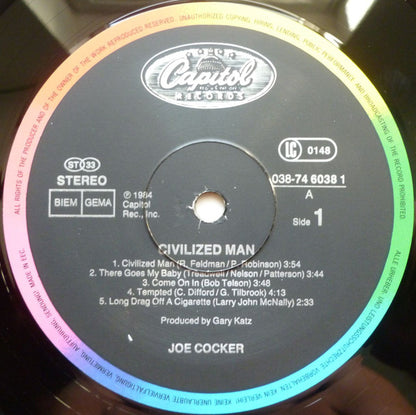 Capitol
RECORDS
LC 0148
ST 33
STEREO
038-74 6038 1
BIEM GEMA
A
℗ 1984
Capitol
Rec., Inc.
Side 1
CIVILIZED MAN
1. Civilized Man (R. Feldman / P. Robinson) 3:54
2. There Goes My Baby (Treadwell / Nelson / Patterson) 3:44
3. Come On In (Bob Telson) 3:48
4. Tempted (C. Difford / G. Tilbrook) 4:13
5. Long Drag Off A Cigarette (Larry John McNally) 2:33
Produced by Gary Katz
JOE COCKER
ALL RIGHTS OF THE PRODUCER AND OF THE OWNER OF THE WORK REPRODUCED RESERVED. UNAUTHORIZED COPYING, HIRING, LENDING, PUBLIC PERFORMANCE AND BROADCASTING OF THE RECORD PROHIBITED
ALLE URHEBER- UND LEISTUNGSSCHUTZRECHTE VORBEHALTEN. KEIN VERLEIH! KEINE UNERLAUBTE VERVIELFÄLTIGUNG, VERMIETUNG, AUFFÜHRUNG, SENDUNG! MADE IN EEC